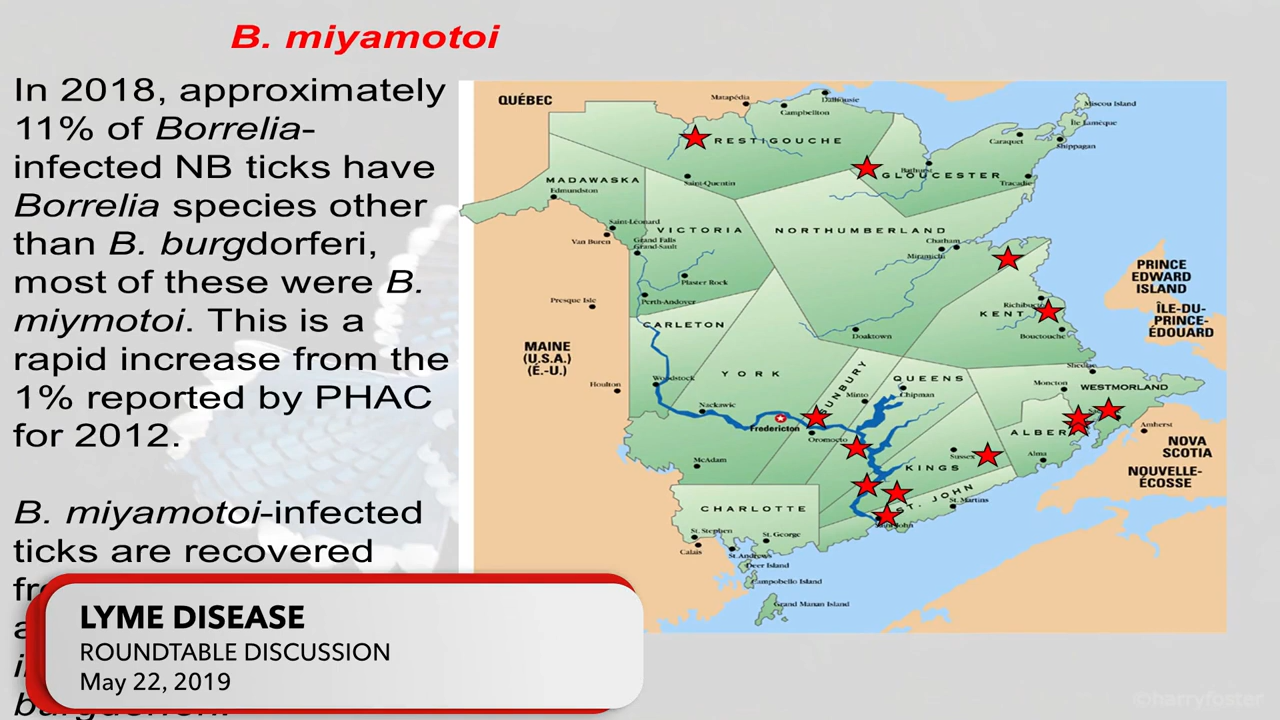 B. miyamotoi
In 2018, approximately
11% of Borrelia-
infected NB ticks have
Borrelia species other
than B. burgdorferi,
most of these were B.
miymotoi. This is a
rapid increase from the
1% reported by PHAC
for 2012.
B. miyamotoi-infected
ticks are recovered
LYME DISEASE
ROUNDTABLE DISCUSSION
May 22, 2019
QUÉBEC
Matapédia
Dalhousie
Campbellton
Miscou Island
Île Lamèque
Shippagan
Caraquet
RESTIGOUCHE
Bathurst
GLOUCESTER
Tracadie
Saint-Quentin
MADAWASKA
Edmundston
Saint-Léonard
Van Buren
VICTORIA
Grand Falls
Grand-Sault
NORTHUMBERLAND
Chatham
Miramichi
Plaster Rock
Presque Isle
Perth-Andover
PRINCE
EDWARD
ISLAND
ÎLE-DU-
PRINCE-
ÉDOUARD
Richibucto
KENT
Bouctouche
CARLETON
Doaktown
MAINE
(U.S.A.)
(É.-U.)
Houlton
Woodstock
YORK
SUNBURY
QUEENS
Minto
Chipman
Shediac
Moncton
WESTMORLAND
Nackawic
Fredericton
Oromocto
ALBERT
Amherst
NOVA
SCOTIA
NOUVELLE-
ÉCOSSE
McAdam
Sussex
Alma
KINGS
ST. JOHN
St. Martins
CHARLOTTE
Saint John
St. Stephen
Calais
St. George
St. Andrews
Deer Island
Campobello Island
Grand Manan Island
©harryfoster